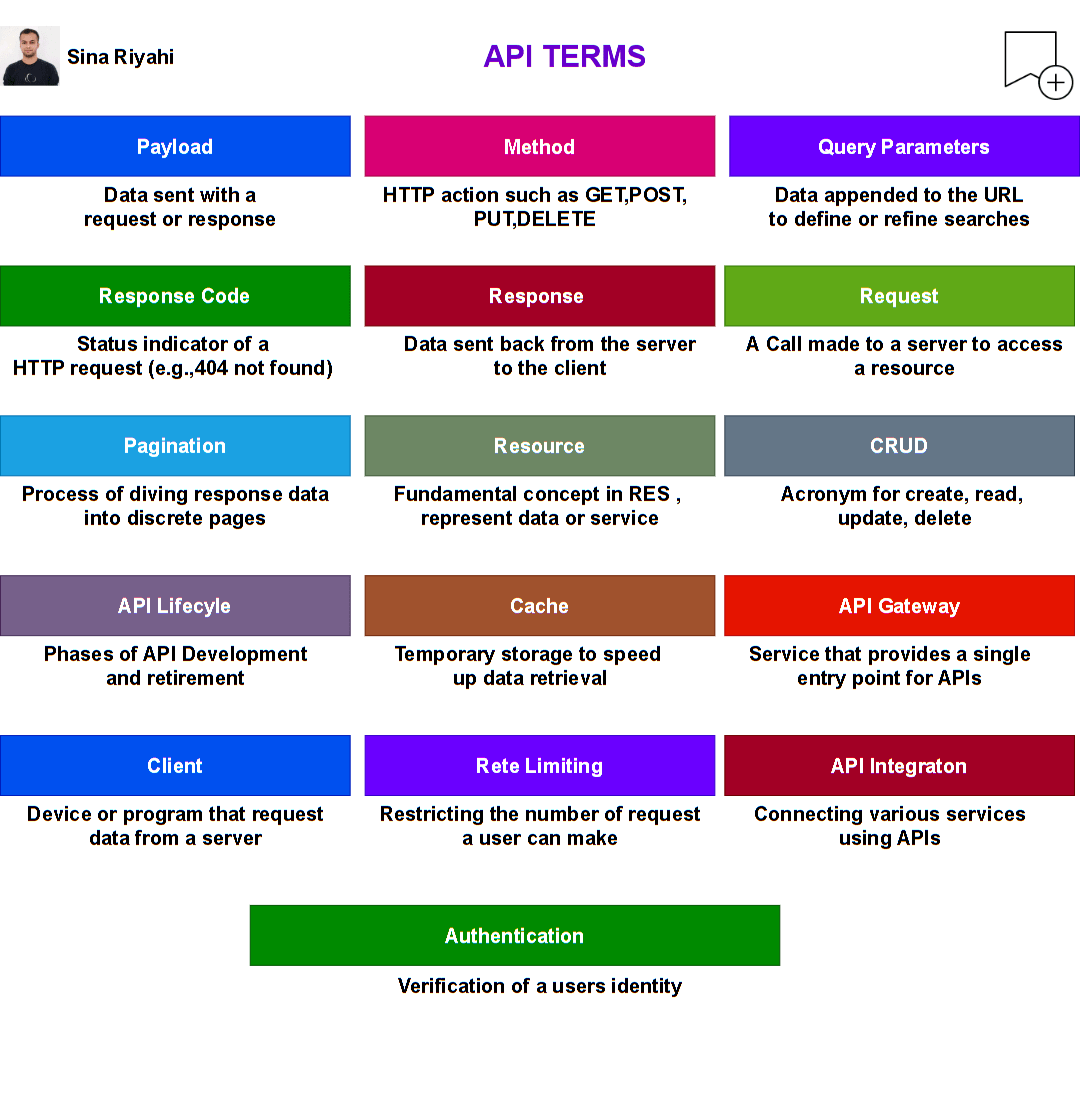 Sina Riyahi
API TERMS
Payload
Data sent with a
request or response
Method
HTTP action such as GET,POST,
PUT,DELETE
Query Parameters
Data appended to the URL
to define or refine searches
Response Code
Status indicator of a
HTTP request (e.g.,404 not found)
Response
Data sent back from the server
to the client
Request
A Call made to a server to access
a resource
Pagination
Process of diving response data
into discrete pages
Resource
Fundamental concept in RES ,
represent data or service
CRUD
Acronym for create, read,
update, delete
API Lifecyle
Phases of API Development
and retirement
Cache
Temporary storage to speed
up data retrieval
API Gateway
Service that provides a single
entry point for APIs
Client
Device or program that request
data from a server
Rete Limiting
Restricting the number of request
a user can make
API Integraton
Connecting various services
using APIs
Authentication
Verification of a users identity